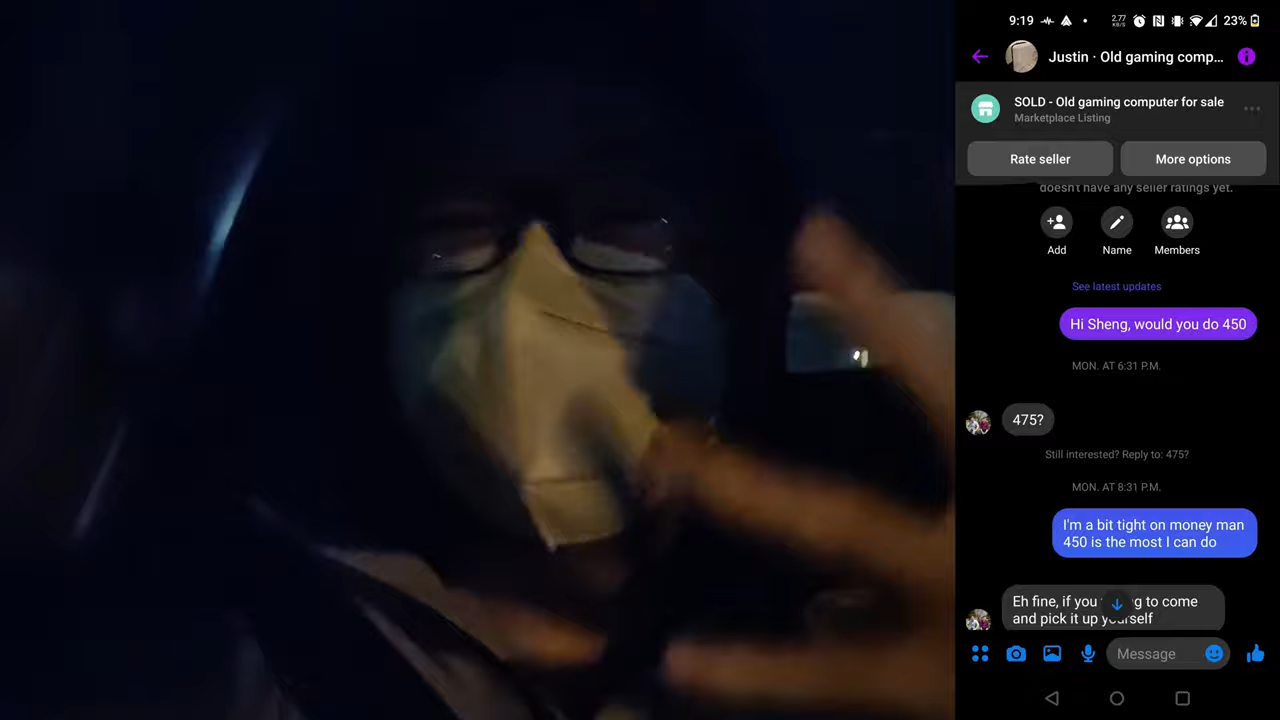 9:19
2.77
KB/S
23%
Justin · Old gaming comp...
SOLD - Old gaming computer for sale
Marketplace Listing
Rate seller
More options
doesn't have any seller ratings yet.
Add
Name
Members
See latest updates
Hi Sheng, would you do 450
MON. AT 6:31 P.M.
475?
Still interested? Reply to: 475?
MON. AT 8:31 P.M.
I'm a bit tight on money man
450 is the most I can do
Eh fine, if you g to come
and pick it up yourself
Message